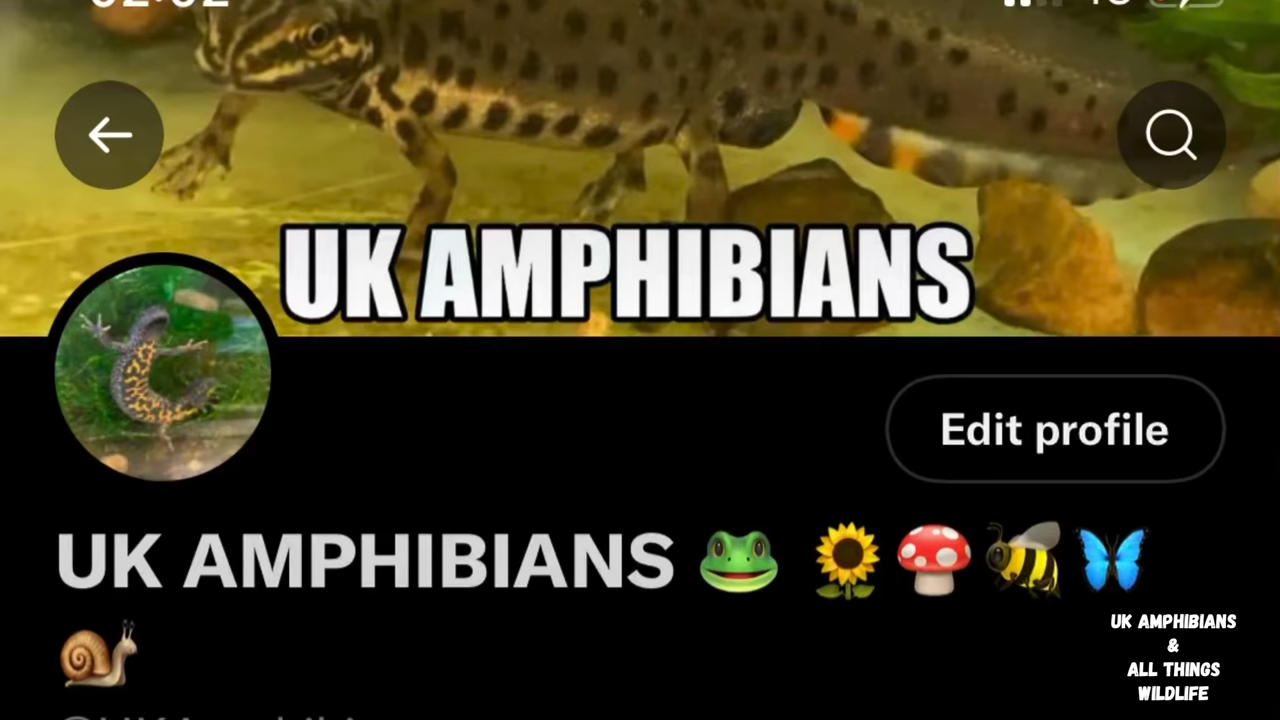 UK AMPHIBIANS
Edit profile
UK AMPHIBIANS 🐸 🌻🍄🐝🦋
🐌
UK AMPHIBIANS
&
ALL THINGS
WILDLIFE